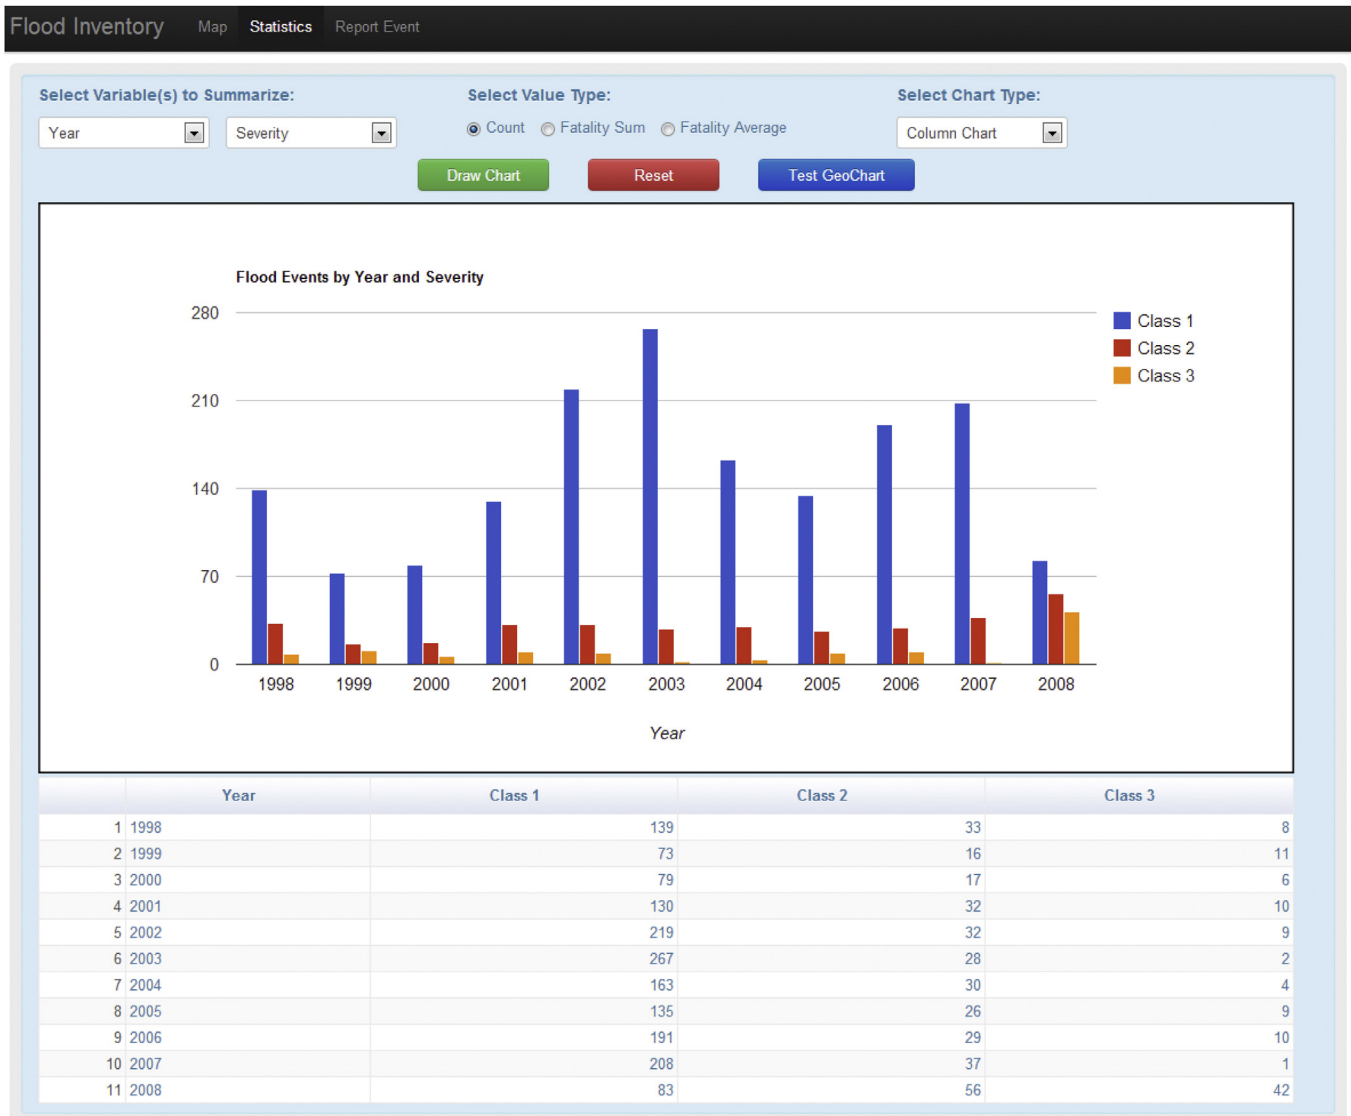 Flood Inventory Map Statistics Report Event
Select Variable(s) to Summarize: Select Value Type: Select Chart Type:
Year Severity Count Fatality Sum Fatality Average Column Chart
Draw Chart Reset Test GeoChart
Flood Events by Year and Severity
280
210
140
70
0
Class 1
Class 2
Class 3
1998 1999 2000 2001 2002 2003 2004 2005 2006 2007 2008
Year
Year Class 1 Class 2 Class 3
1 1998 139 33 8
2 1999 73 16 11
3 2000 79 17 6
4 2001 130 32 10
5 2002 219 32 9
6 2003 267 28 2
7 2004 163 30 4
8 2005 135 26 9
9 2006 191 29 10
10 2007 208 37 1
11 2008 83 56 42